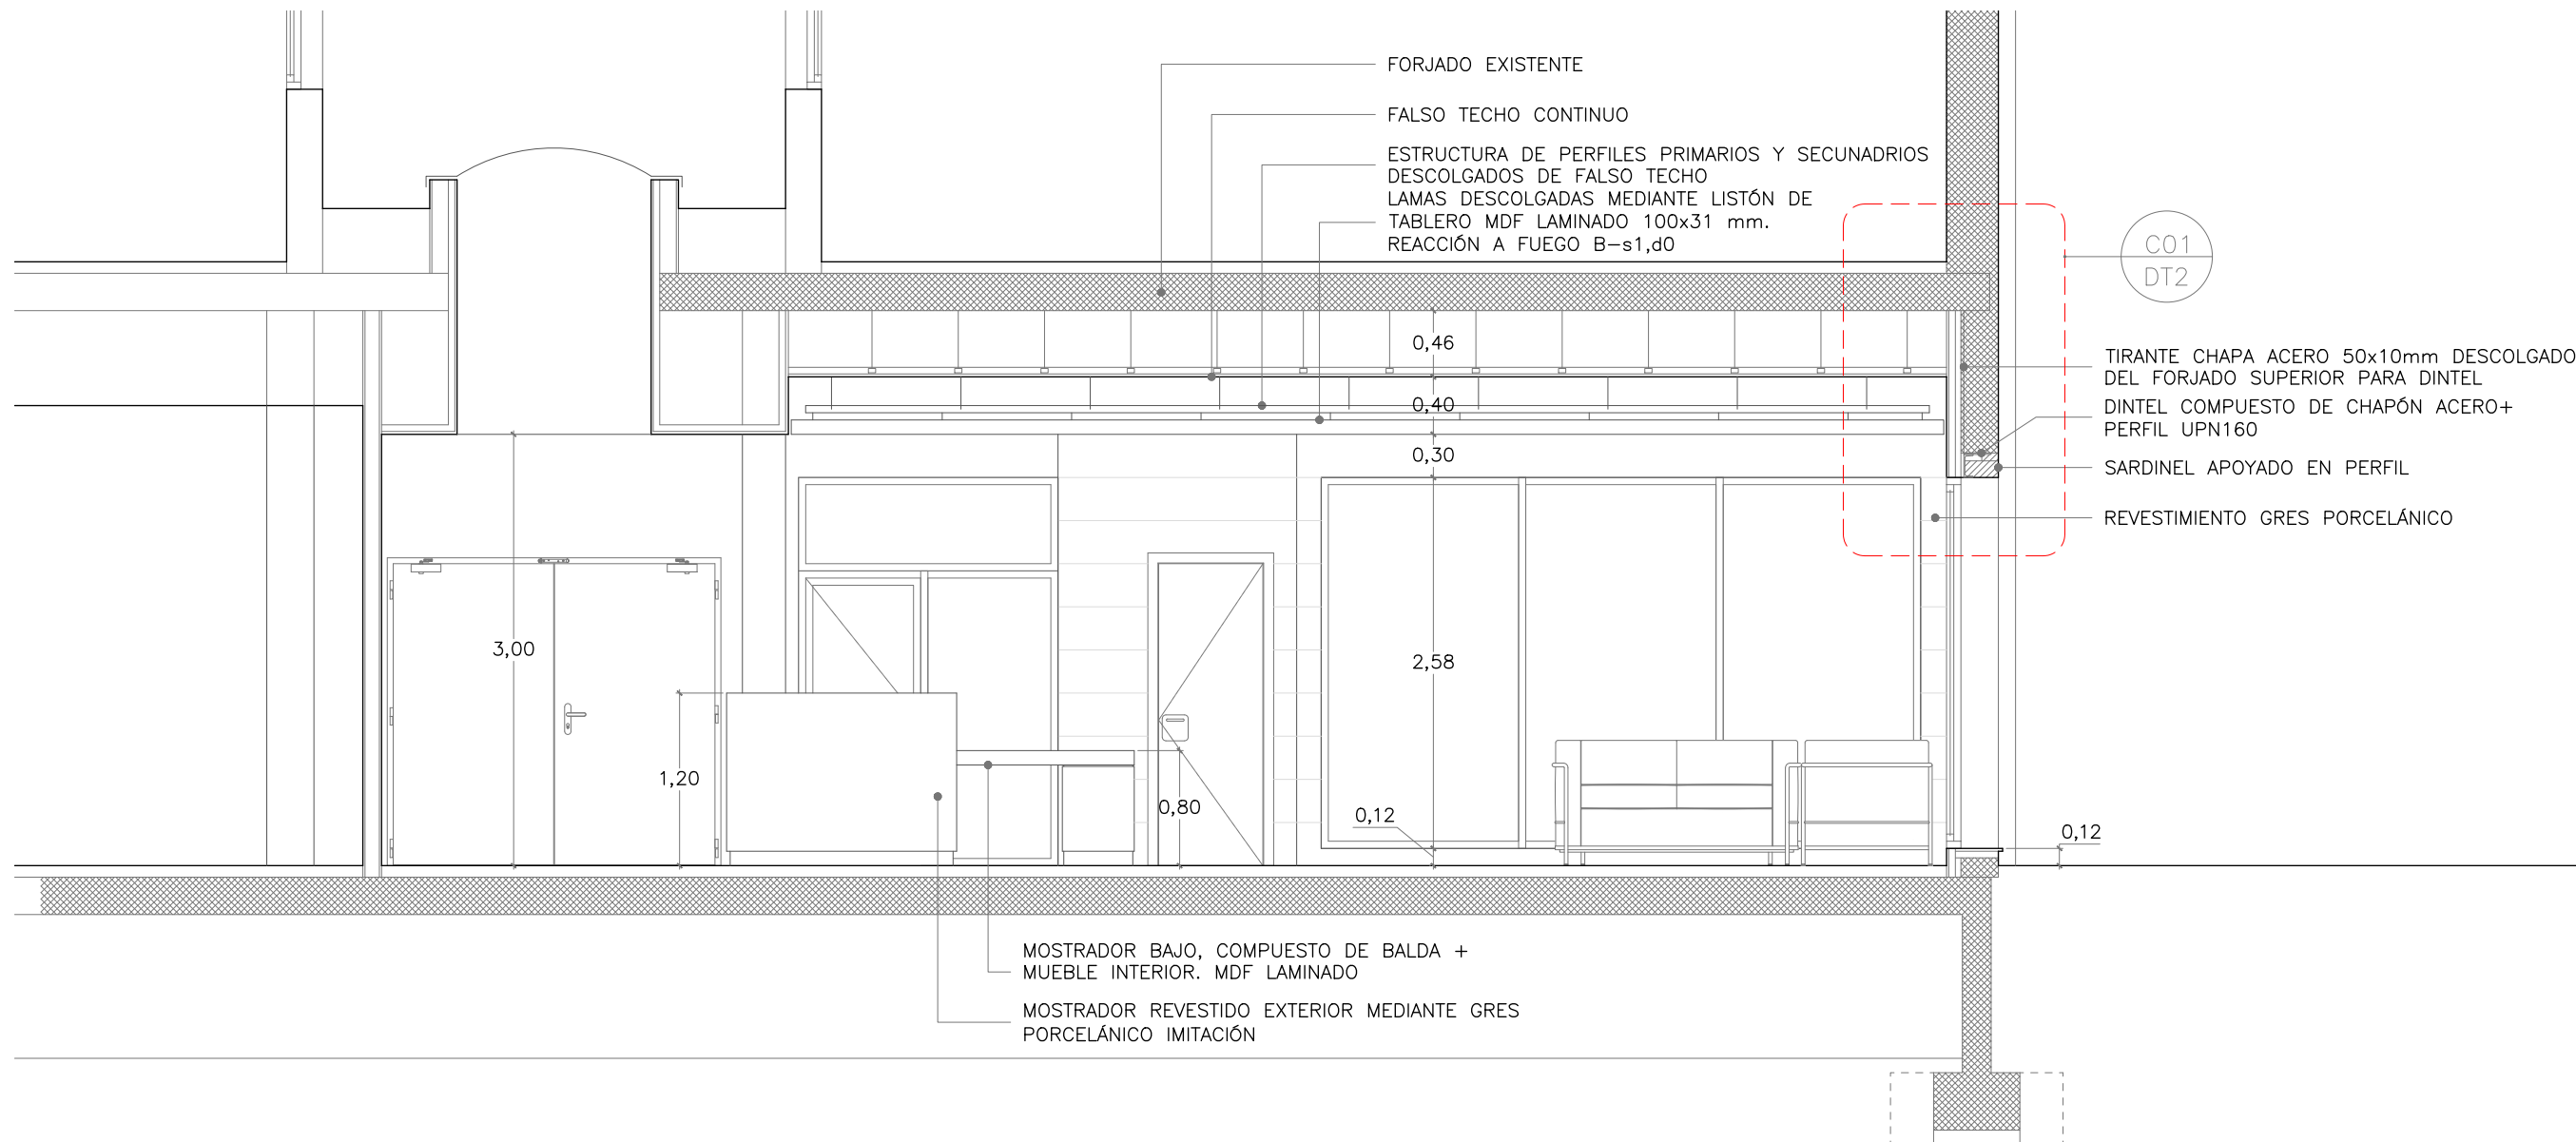 FORJADO EXISTENTE
FALSO TECHO CONTINUO
ESTRUCTURA DE PERFILES PRIMARIOS Y SECUNADRIOS
DESCOLGADOS DE FALSO TECHO
LAMAS DESCOLGADAS MEDIANTE LISTÓN DE
TABLERO MDF LAMINADO 100x31 mm.
REACCIÓN A FUEGO B-s1,d0
C01
DT2
TIRANTE CHAPA ACERO 50x10mm DESCOLGADO
DEL FORJADO SUPERIOR PARA DINTEL
DINTEL COMPUESTO DE CHAPÓN ACERO+
PERFIL UPN160
SARDINEL APOYADO EN PERFIL
REVESTIMIENTO GRES PORCELÁNICO
0,46
0,40
0,30
3,00
2,58
1,20
0,80
0,12
0,12
MOSTRADOR BAJO, COMPUESTO DE BALDA +
MUEBLE INTERIOR. MDF LAMINADO
MOSTRADOR REVESTIDO EXTERIOR MEDIANTE GRES
PORCELÁNICO IMITACIÓN